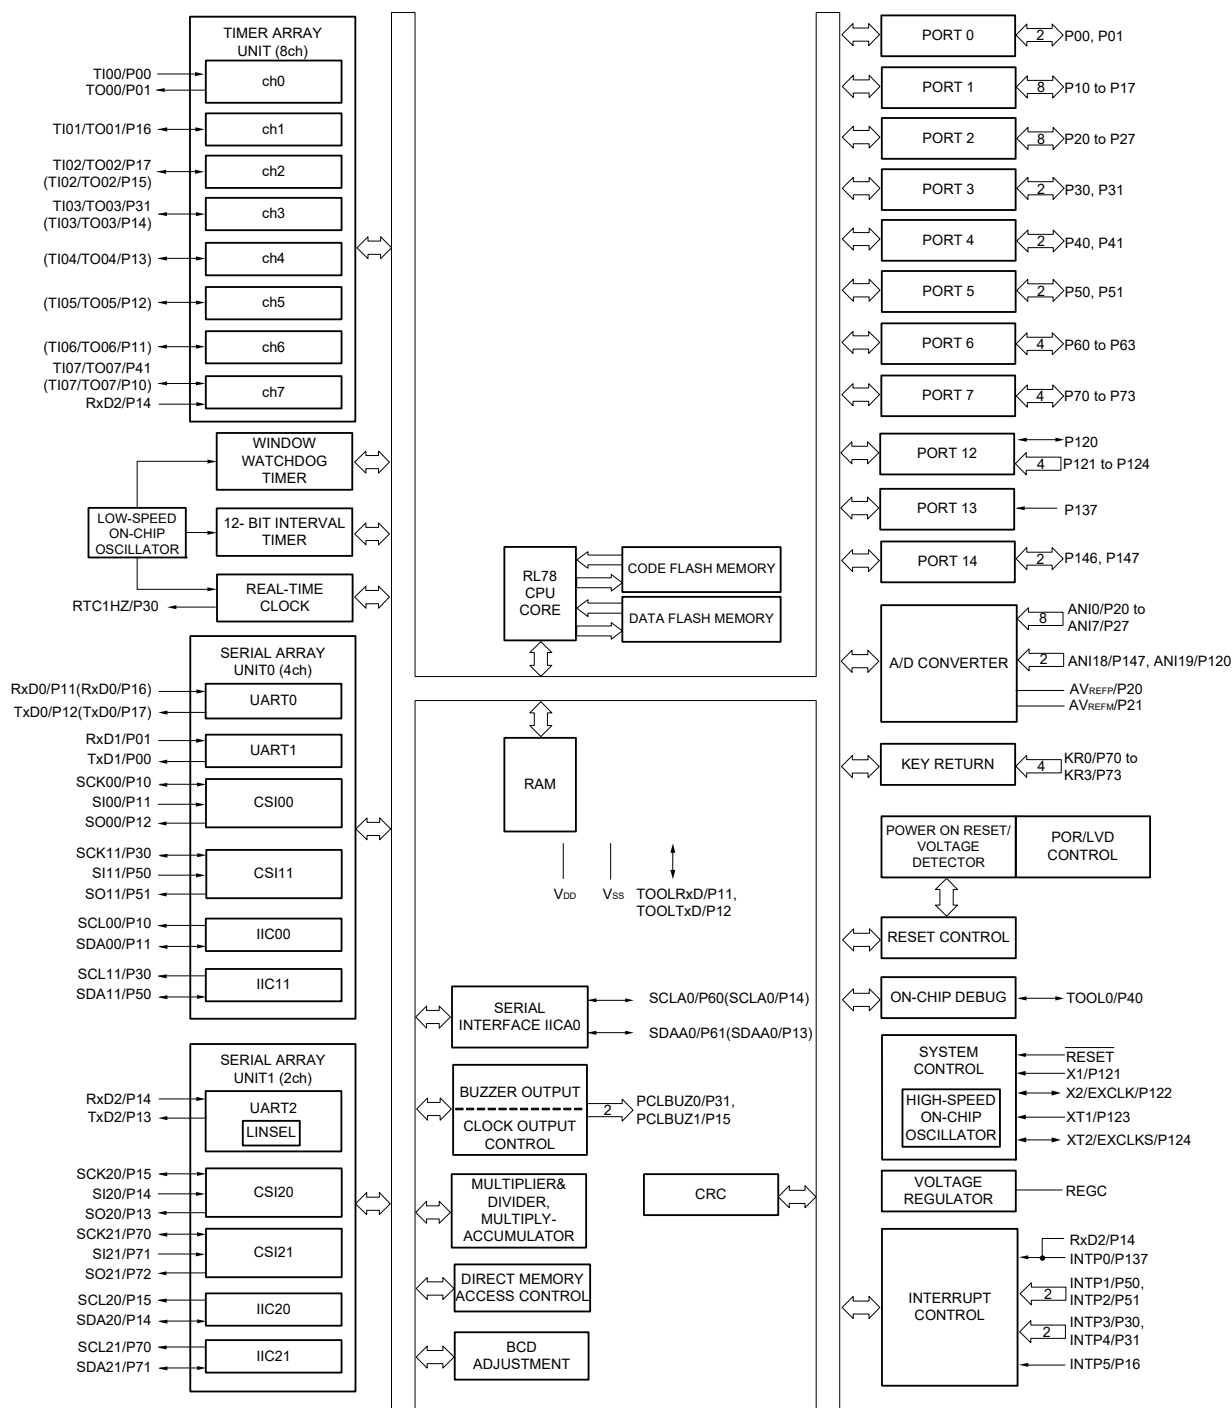 TIMER ARRAY
UNIT (8ch)
TI00/P00
TO00/P01
ch0
TI01/TO01/P16
ch1
TI02/TO02/P17
(TI02/TO02/P15)
ch2
TI03/TO03/P31
(TI03/TO03/P14)
ch3
(TI04/TO04/P13)
ch4
(TI05/TO05/P12)
ch5
(TI06/TO06/P11)
ch6
TI07/TO07/P41
(TI07/TO07/P10)
RxD2/P14
ch7
WINDOW
WATCHDOG
TIMER
LOW-SPEED
ON-CHIP
OSCILLATOR
12- BIT INTERVAL
TIMER
REAL-TIME
CLOCK
RTC1HZ/P30
SERIAL ARRAY
UNIT0 (4ch)
RxD0/P11(RxD0/P16)
TxD0/P12(TxD0/P17)
UART0
RxD1/P01
TxD1/P00
UART1
SCK00/P10
SI00/P11
SO00/P12
CSI00
SCK11/P30
SI11/P50
SO11/P51
CSI11
SCL00/P10
SDA00/P11
IIC00
SCL11/P30
SDA11/P50
IIC11
SERIAL ARRAY
UNIT1 (2ch)
RxD2/P14
TxD2/P13
UART2
LINSEL
SCK20/P15
SI20/P14
SO20/P13
CSI20
SCK21/P70
SI21/P71
SO21/P72
CSI21
SCL20/P15
SDA20/P14
IIC20
SCL21/P70
SDA21/P71
IIC21
RL78
CPU
CORE
CODE FLASH MEMORY
DATA FLASH MEMORY
RAM
VDD
VSS
TOOLRxD/P11,
TOOLTxD/P12
SERIAL
INTERFACE IICA0
SCLA0/P60(SCLA0/P14)
SDAA0/P61(SDAA0/P13)
BUZZER OUTPUT
CLOCK OUTPUT
CONTROL
2
PCLBUZ0/P31,
PCLBUZ1/P15
MULTIPLIER&
DIVIDER,
MULTIPLY-
ACCUMULATOR
CRC
DIRECT MEMORY
ACCESS CONTROL
BCD
ADJUSTMENT
PORT 0
2
P00, P01
PORT 1
8
P10 to P17
PORT 2
8
P20 to P27
PORT 3
2
P30, P31
PORT 4
2
P40, P41
PORT 5
2
P50, P51
PORT 6
4
P60 to P63
PORT 7
4
P70 to P73
PORT 12
P120
4
P121 to P124
PORT 13
P137
PORT 14
2
P146, P147
A/D CONVERTER
8
ANI0/P20 to
ANI7/P27
2
ANI18/P147, ANI19/P120
AVREFP/P20
AVREFM/P21
KEY RETURN
4
KR0/P70 to
KR3/P73
POWER ON RESET/
VOLTAGE
DETECTOR
POR/LVD
CONTROL
RESET CONTROL
ON-CHIP DEBUG
TOOL0/P40
SYSTEM
CONTROL
HIGH-SPEED
ON-CHIP
OSCILLATOR
RESET
X1/P121
X2/EXCLK/P122
XT1/P123
XT2/EXCLKS/P124
VOLTAGE
REGULATOR
REGC
INTERRUPT
CONTROL
RxD2/P14
INTP0/P137
2
INTP1/P50,
INTP2/P51
2
INTP3/P30,
INTP4/P31
INTP5/P16